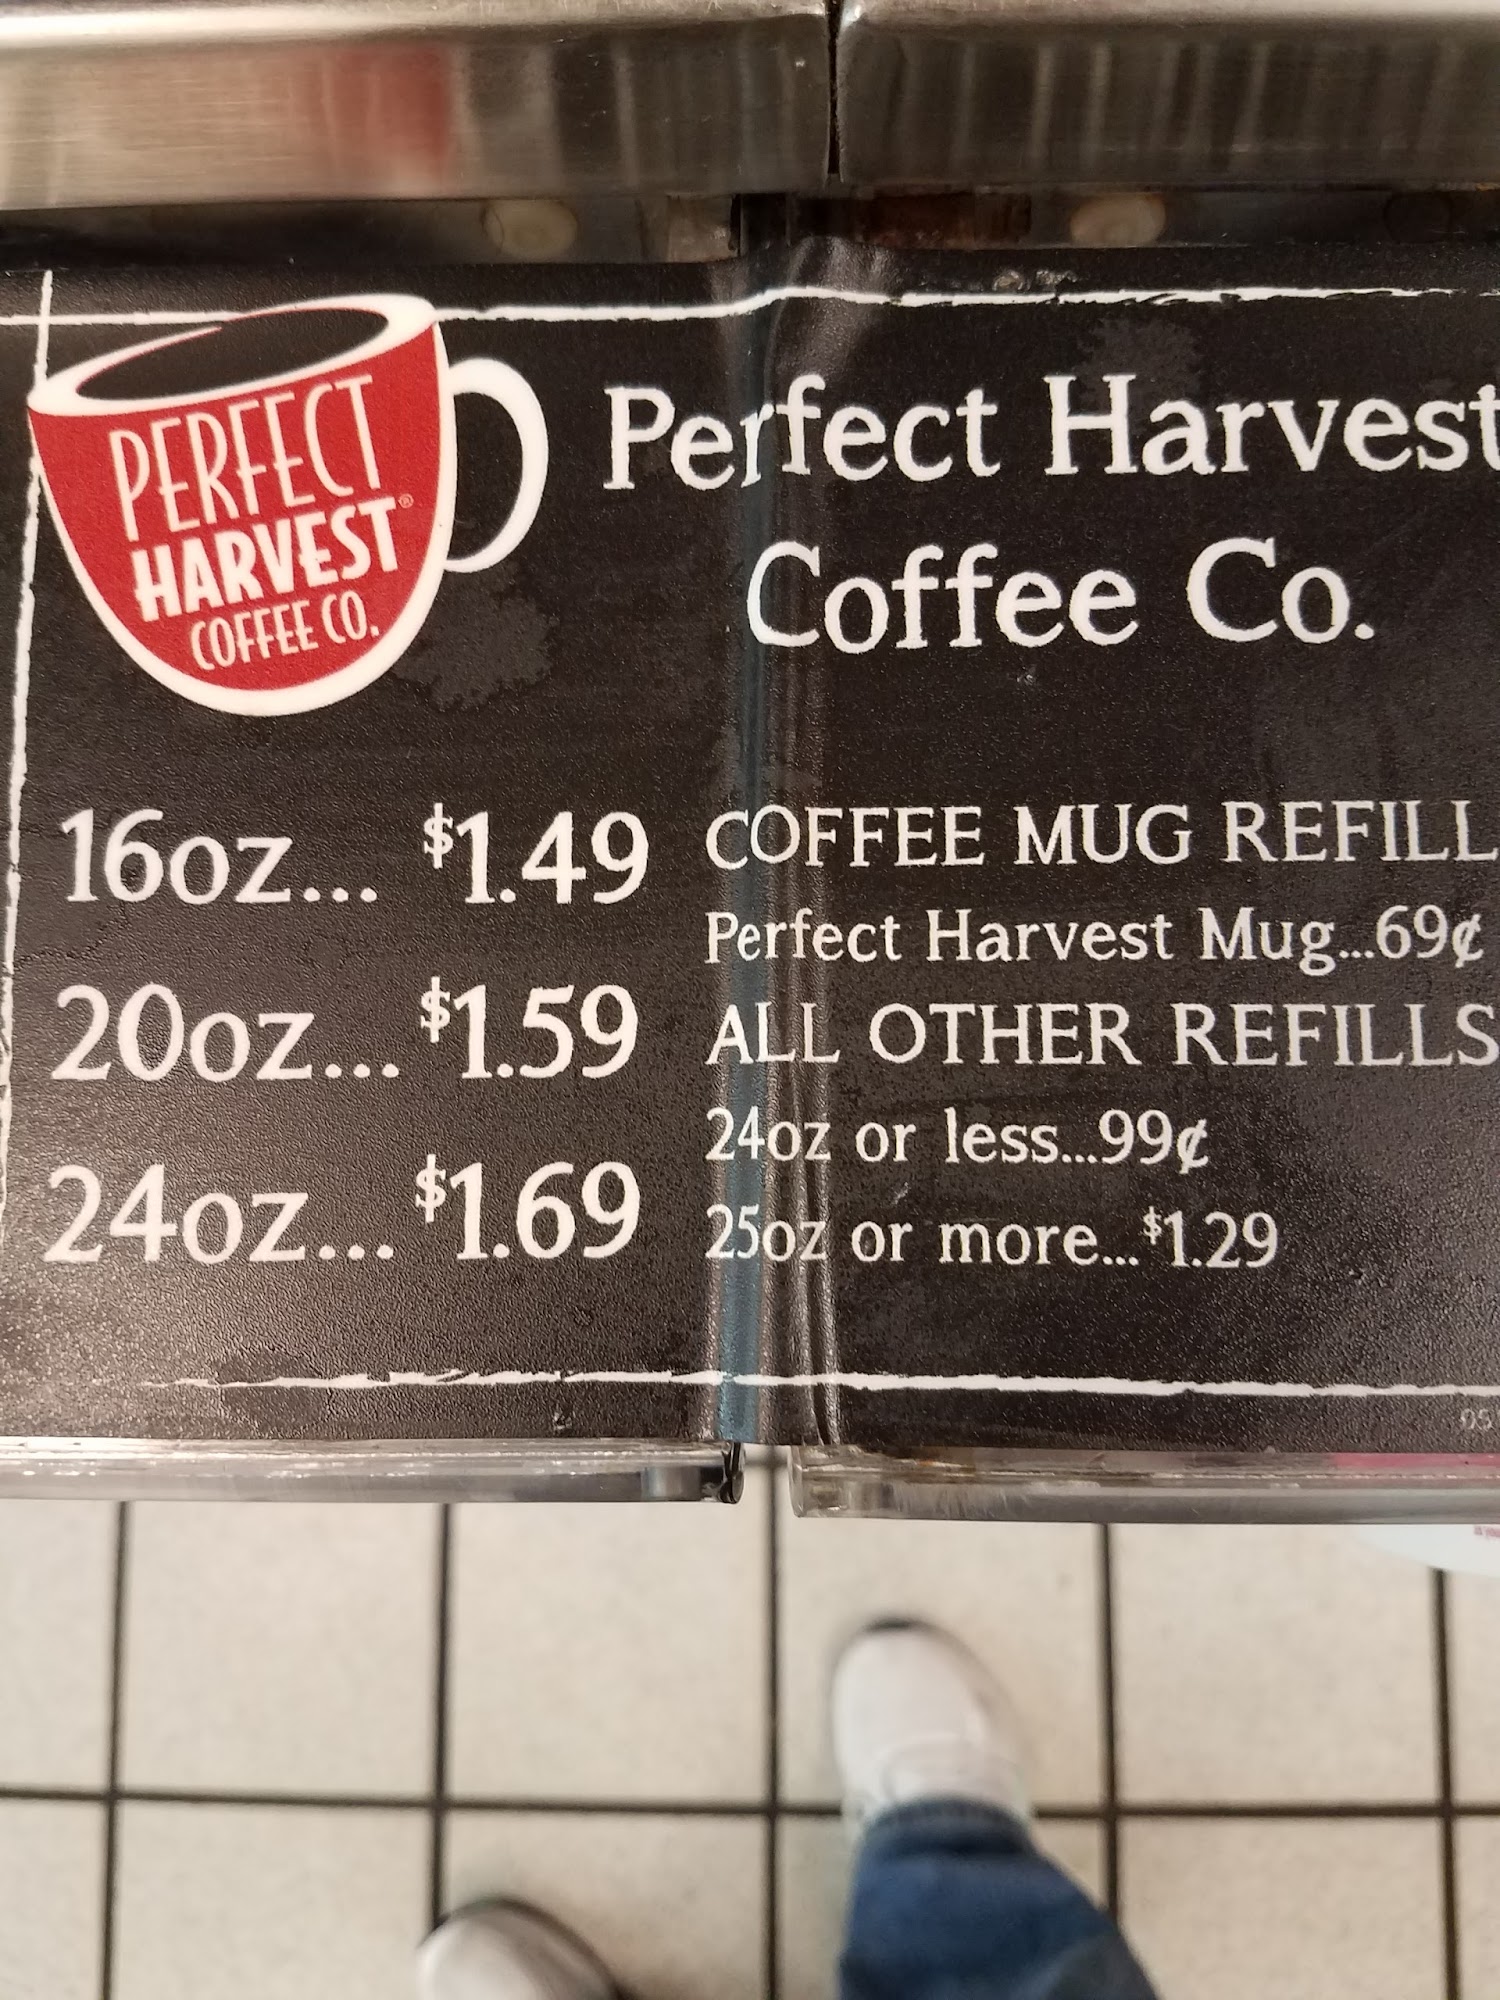 PERFECT
HARVEST®
COFFEE CO.
Perfect Harvest
Coffee Co.
16oz... $1.49
20oz... $1.59
24oz... $1.69
COFFEE MUG REFILL
Perfect Harvest Mug...69¢
ALL OTHER REFILLS
24oz or less...99¢
25oz or more...$1.29
05